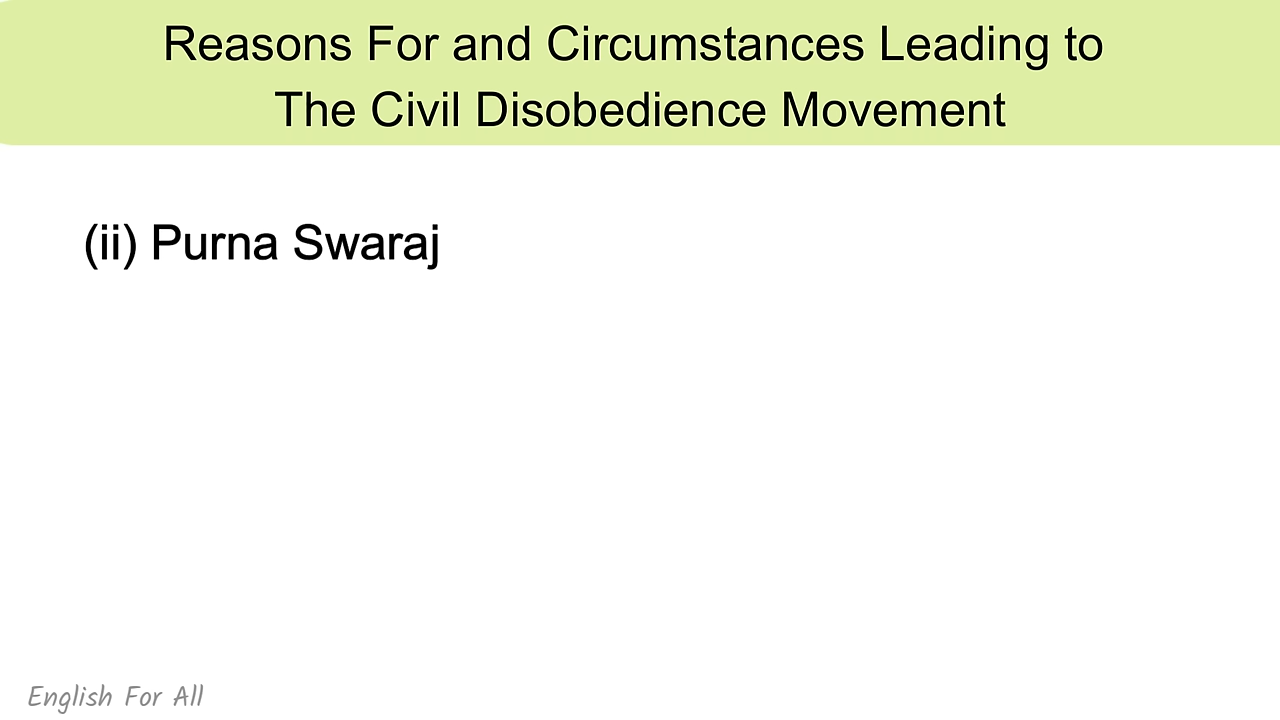 Reasons For and Circumstances Leading to
The Civil Disobedience Movement
(ii) Purna Swaraj
English For All